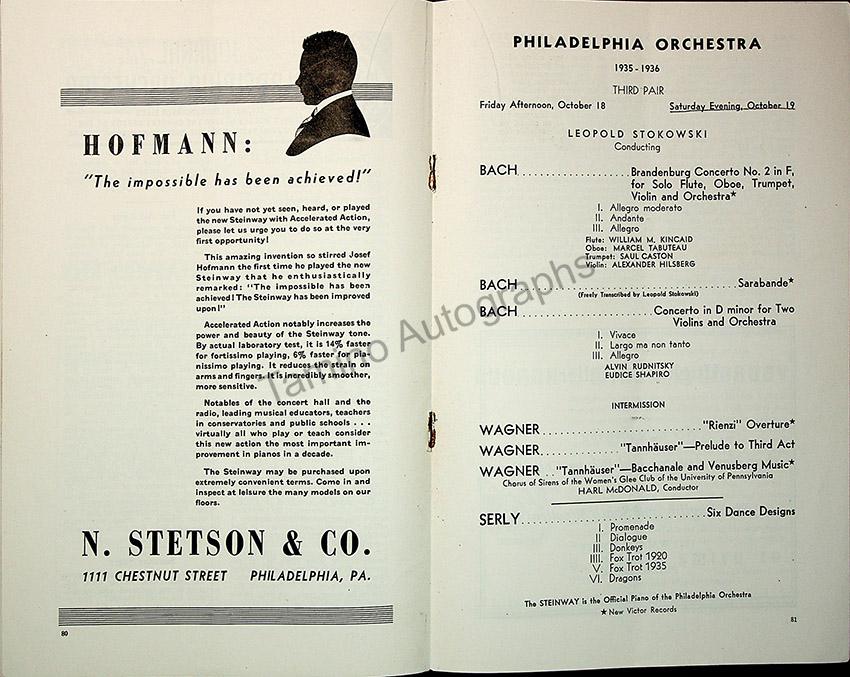 HOFMANN:
"The impossible has been achieved!"
If you have not yet seen, heard, or played
the new Steinway with Accelerated Action,
please let us urge you to do so at the very
first opportunity!
This amazing invention so stirred Josef
Hofmann the first time he played the new
Steinway that he enthusiastically
remarked: "The impossible has been
achieved! The Steinway has been improved
upon!"
Accelerated Action notably increases the
power and beauty of the Steinway tone.
By actual laboratory test, it is 14% faster
for fortissimo playing, 6% faster for pia-
nissimo playing. It reduces the strain on
arms and fingers. It is incredibly smoother,
more sensitive.
Notables of the concert hall and the
radio, leading musical educators, teachers
in conservatories and public schools . . .
virtually all who play or teach consider
this new action the most important im-
provement in pianos in a decade.
The Steinway may be purchased upon
extremely convenient terms. Come in and
inspect at leisure the many models on our
floors.
N. STETSON & CO.
1111 CHESTNUT STREET PHILADELPHIA, PA.
80
PHILADELPHIA ORCHESTRA
1935-1936
THIRD PAIR
Friday Afternoon, October 18 Saturday Evening, October 19
LEOPOLD STOKOWSKI
Conducting
BACH....................Brandenburg Concerto No. 2 in F,
for Solo Flute, Oboe, Trumpet,
Violin and Orchestra*
I. Allegro moderato
II. Andante
III. Allegro
Flute: WILLIAM M. KINCAID
Oboe: MARCEL TABUTEAU
Trumpet: SAUL CASTON
Violin: ALEXANDER HILSBERG
BACH....................Sarabande*
(Freely Transcribed by Leopold Stokowski)
BACH....................Concerto in D minor for Two
Violins and Orchestra
I. Vivace
II. Largo ma non tanto
III. Allegro
ALVIN RUDNITSKY
EUDICE SHAPIRO
INTERMISSION
WAGNER....................."Rienzi" Overture*
WAGNER..........."Tannhäuser"—Prelude to Third Act
WAGNER.."Tannhäuser"—Bacchanale and Venusberg Music*
Chorus of Sirens of the Women's Glee Club of the University of Pennsylvania
HARL McDONALD, Conductor
SERLY.........................Six Dance Designs
I. Promenade
II Dialogue
III. Donkeys
IIII. Fox Trot 1920
V. Fox Trot 1935
VI. Dragons
The STEINWAY is the Official Piano of the Philadelphia Orchestra
*New Victor Records
81
Tamino Autographs